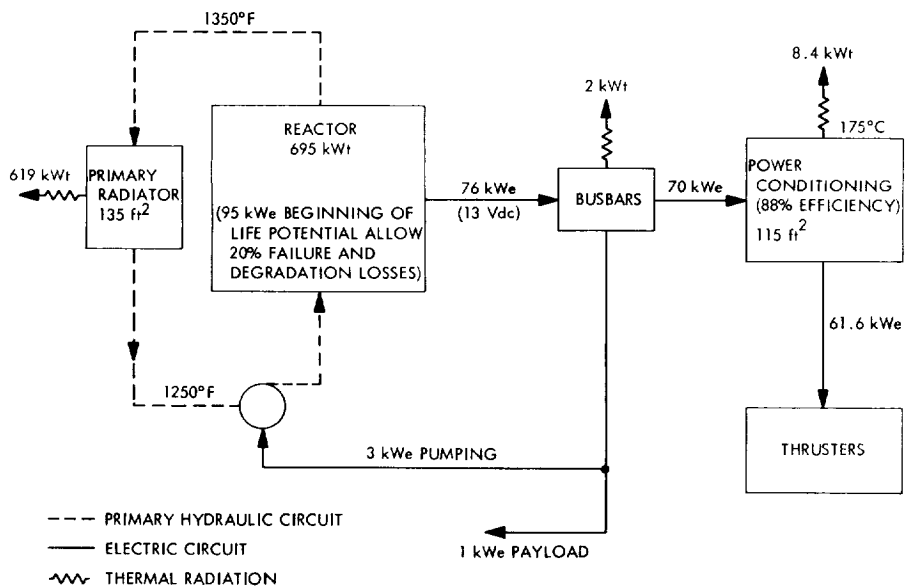 1350°F
8.4 kWt
2 kWt
REACTOR
695 kWt
175°C
619 kWt
PRIMARY
RADIATOR
135 ft²
76 kWe
(13 Vdc)
BUSBARS
70 kWe
POWER
CONDITIONING
(88% EFFICIENCY)
115 ft²
(95 kWe BEGINNING OF
LIFE POTENTIAL ALLOW
20% FAILURE AND
DEGRADATION LOSSES)
61.6 kWe
1250°F
3 kWe PUMPING
THRUSTERS
PRIMARY HYDRAULIC CIRCUIT
ELECTRIC CIRCUIT
THERMAL RADIATION
1 kWe PAYLOAD